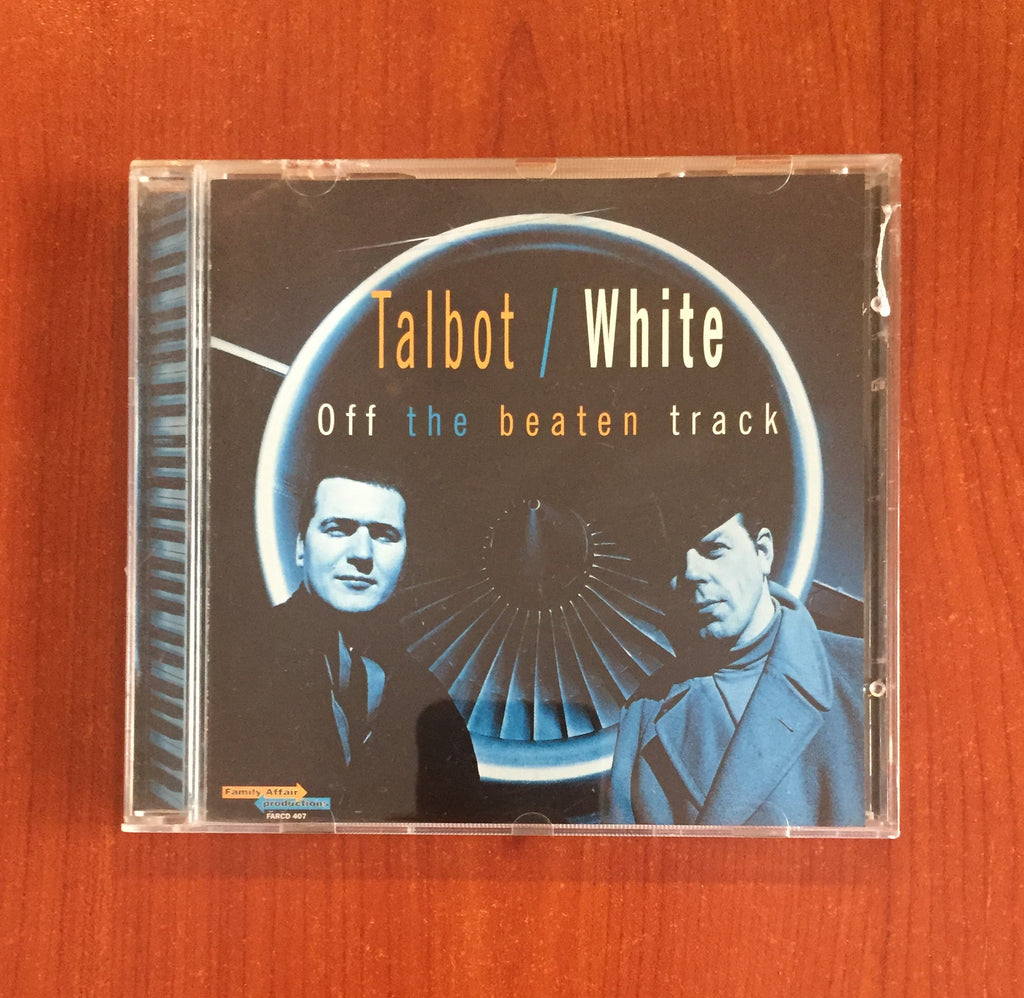 Talbot / White
Off the beaten track
Family Affair
productions
FARCD 407